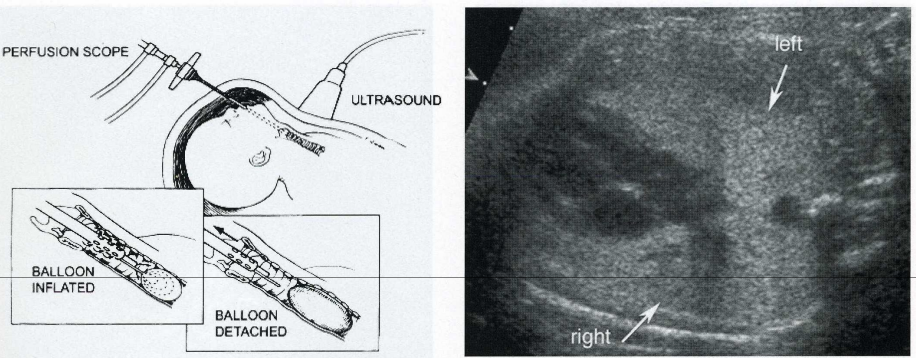 PERFUSION SCOPE
ULTRASOUND
BALLOON
INFLATED
BALLOON
DETACHED
left
right